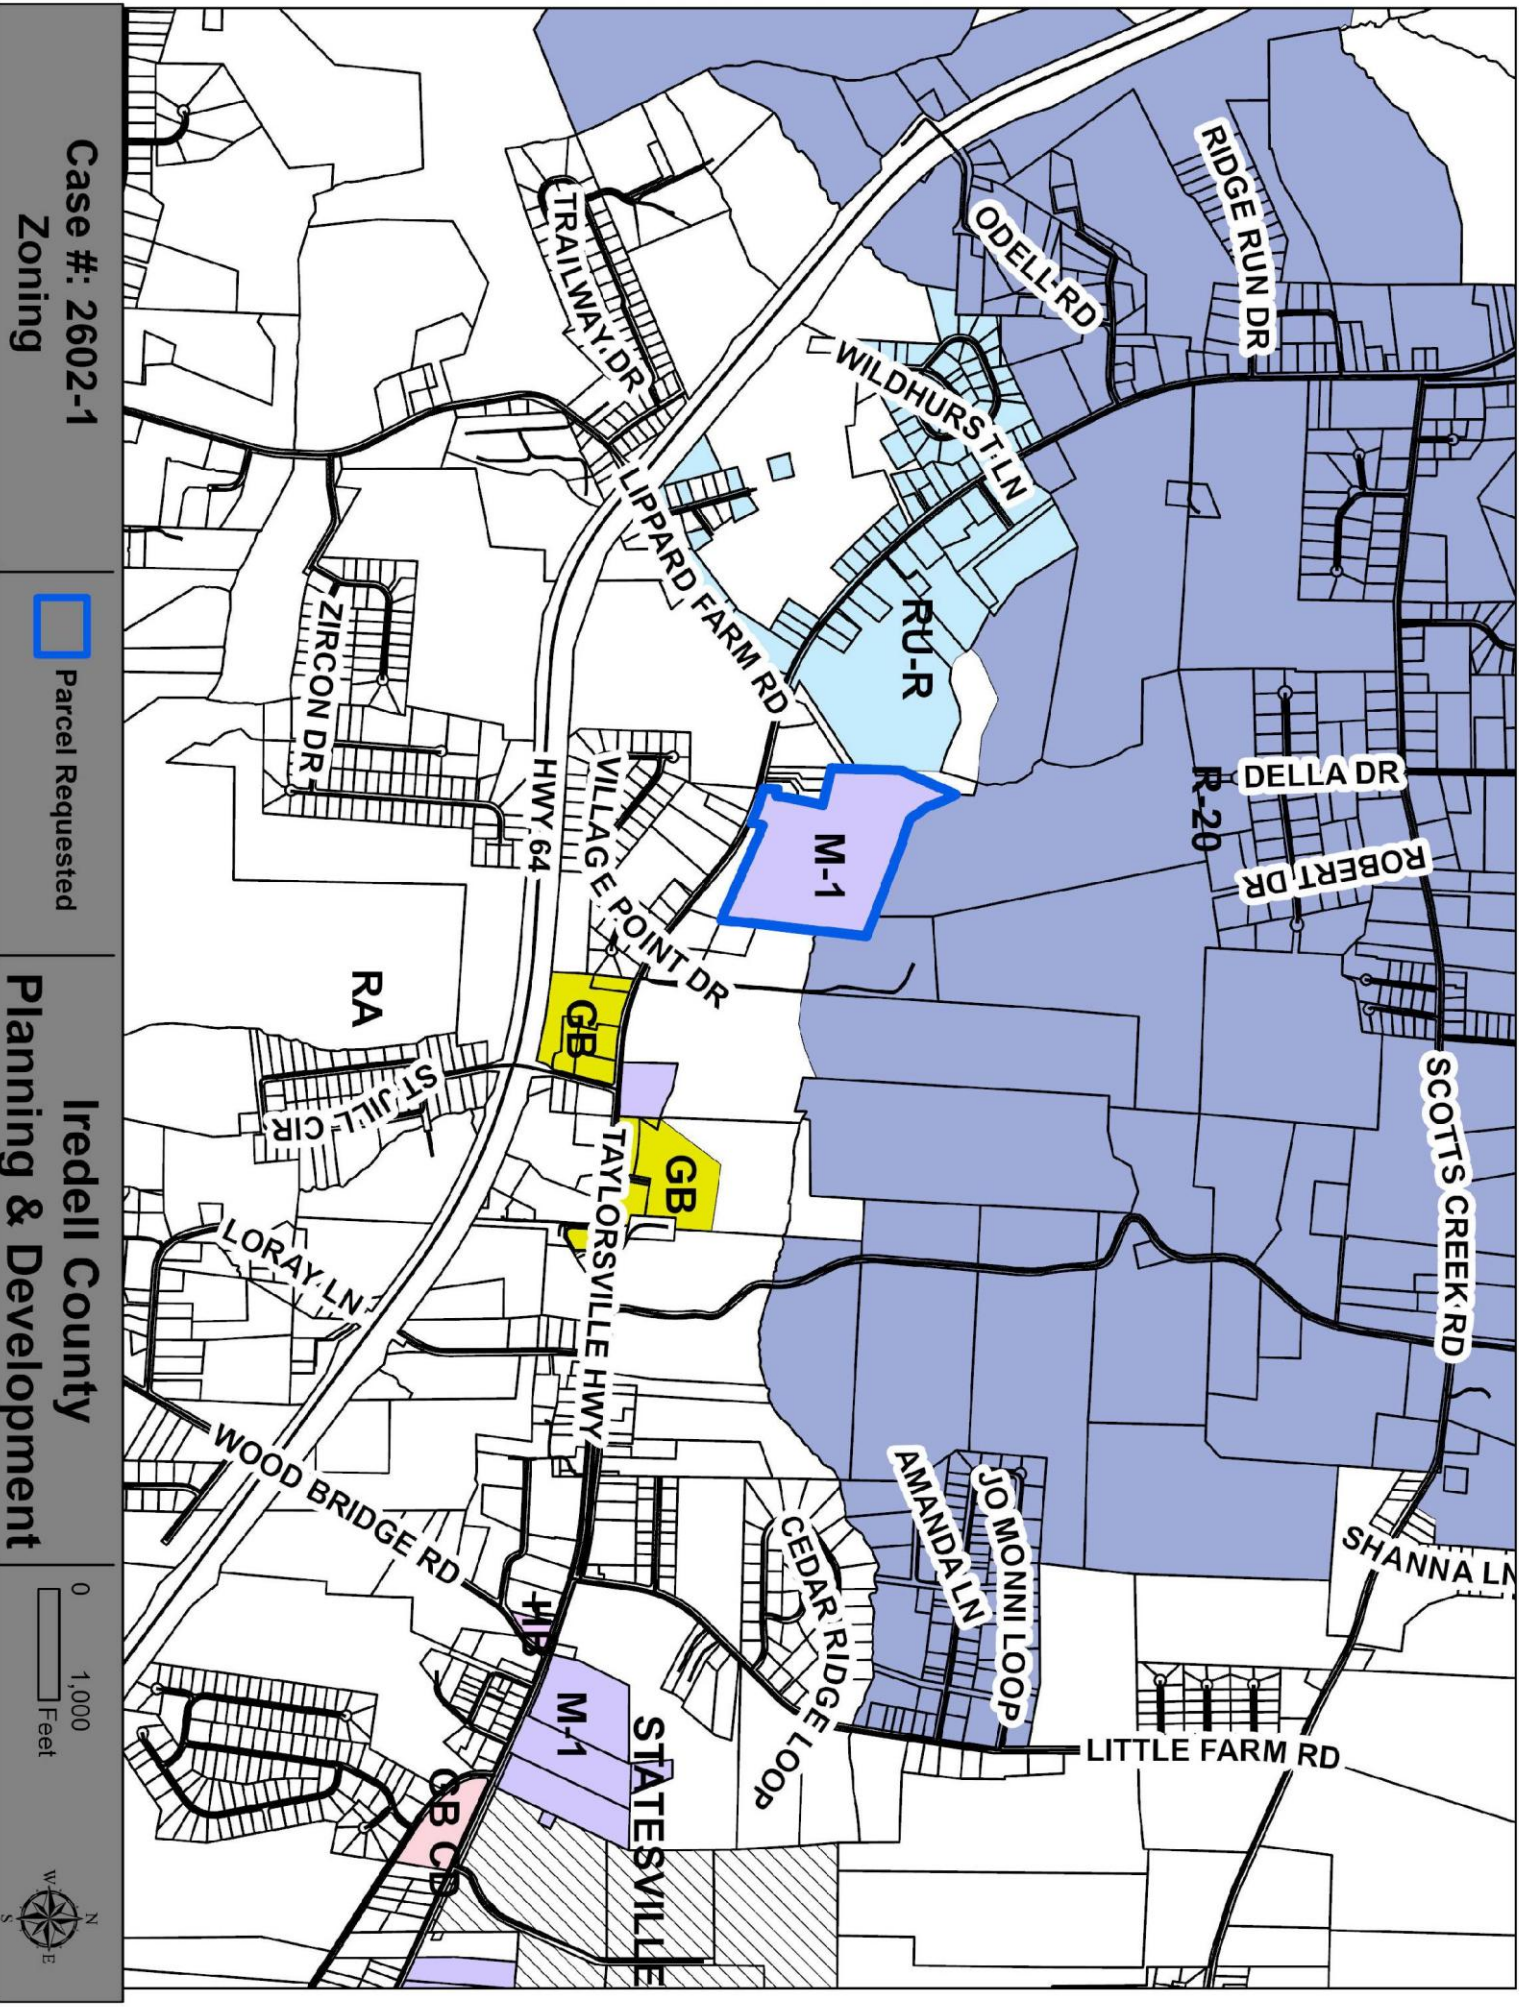 RIDGE RUN DR
ODELL RD
TRAILWAY DR
WILDHURST LN
LIPPARD FARM RD
RU-R
ZIRCON DR
HWY 64
VILLAGE POINT DR
M-1
R-20
DELLA DR
ROBERT DR
SCOTTS CREEK RD
RA
ST JILL CIR
GB
GB
TAYLORSVILLE HWY
LORAY LN
WOOD BRIDGE RD
CEDAR RIDGE LOOP
AMANDA LN
JO MONNI LOOP
SHANNA LN
LITTLE FARM RD
HB
M-1
STATESVILLE
GB CD
Case #: 2602-1
Zoning
Parcel Requested
Iredell County
Planning & Development
0 1,000
Feet
N
W E
S